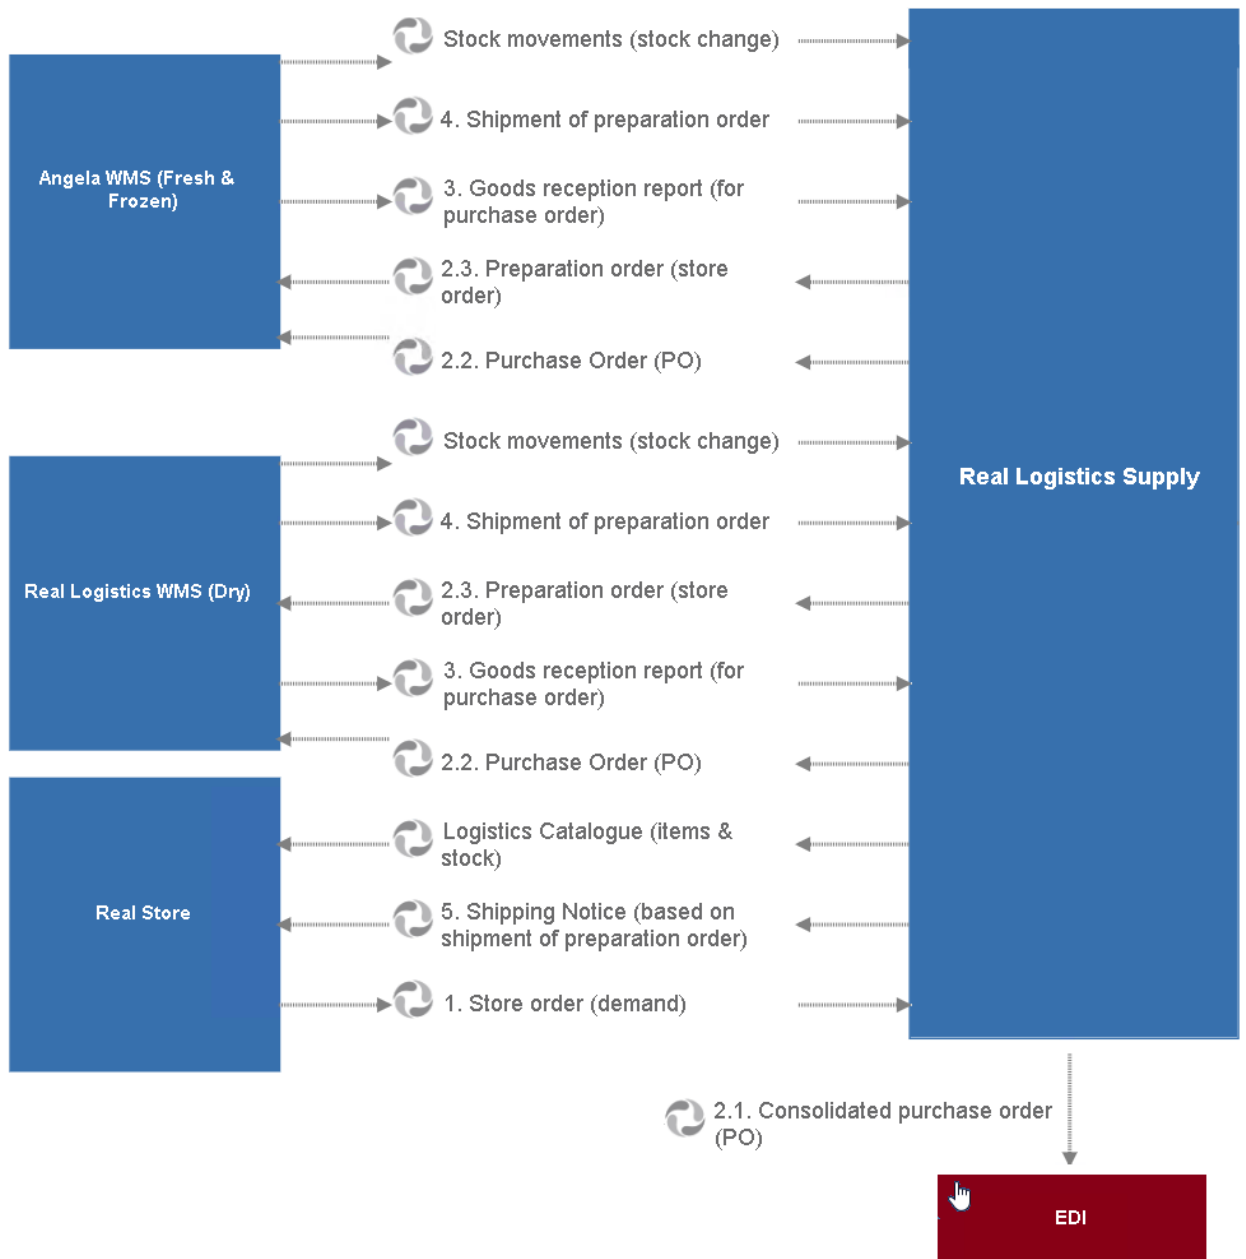 Stock movements (stock change)
4. Shipment of preparation order
Angela WMS (Fresh &
Frozen)
3. Goods reception report (for
purchase order)
2.3. Preparation order (store
order)
2.2. Purchase Order (PO)
Stock movements (stock change)
Real Logistics Supply
4. Shipment of preparation order
Real Logistics WMS (Dry)
2.3. Preparation order (store
order)
3. Goods reception report (for
purchase order)
2.2. Purchase Order (PO)
Logistics Catalogue (items &
stock)
Real Store
5. Shipping Notice (based on
shipment of preparation order)
1. Store order (demand)
2.1. Consolidated purchase order
(PO)
EDI